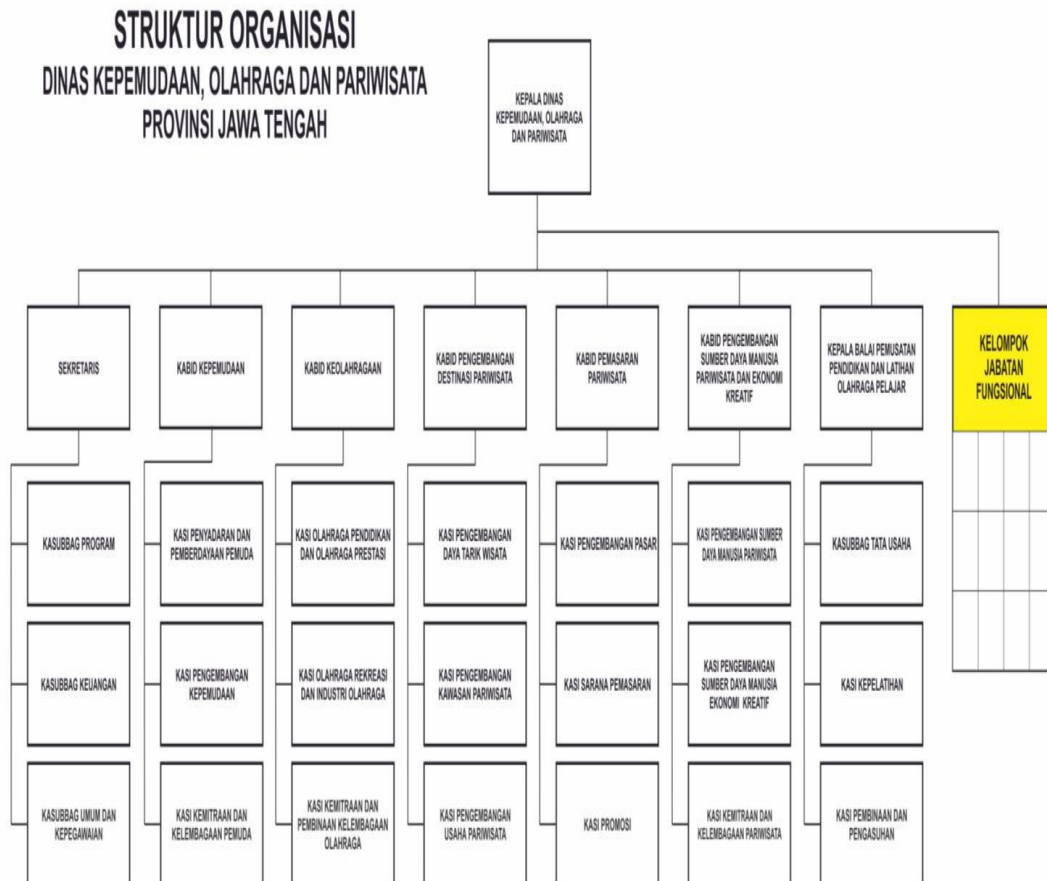 STRUKTUR ORGANISASI
DINAS KEPEMUDAAN, OLAHRAGA DAN PARIWISATA
PROVINSI JAWA TENGAH
KEPALA DINAS
KEPEMUDAAN, OLAHRAGA
DAN PARIWISATA
SEKRETARIS
KABID KEPEMUDAAN
KABID KEOLAHRAGAAN
KABID PENGEMBANGAN
DESTINASI PARIWISATA
KABID PEMASARAN
PARIWISATA
KABID PENGEMBANGAN
SUMBER DAYA MANUSIA
PARIWISATA DAN EKONOMI
KREATIF
KEPALA BALAI PEMUSATAN
PENDIDIKAN DAN LATIHAN
OLAHRAGA PELAJAR
KELOMPOK
JABATAN
FUNGSIONAL
KASUBBAG PROGRAM
KASI PENYADARAN DAN
PEMBERDAYAAN PEMUDA
KASI OLAHRAGA PENDIDIKAN
DAN OLAHRAGA PRESTASI
KASI PENGEMBANGAN
DAYA TARIK WISATA
KASI PENGEMBANGAN PASAR
KASI PENGEMBANGAN SUMBER
DAYA MANUSIA PARIWISATA
KASUBBAG TATA USAHA
KASUBBAG KEUANGAN
KASI PENGEMBANGAN
KEPEMUDAAN
KASI OLAHRAGA REKREASI
DAN INDUSTRI OLAHRAGA
KASI PENGEMBANGAN
KAWASAN PARIWISATA
KASI SARANA PEMASARAN
KASI PENGEMBANGAN
SUMBER DAYA MANUSIA
EKONOMI KREATIF
KASI KEPELATIHAN
KASUBBAG UMUM DAN
KEPEGAWAIAN
KASI KEMITRAAN DAN
KELEMBAGAAN PEMUDA
KASI KEMITRAAN DAN
PEMBINAAN KELEMBAGAAN
OLAHRAGA
KASI PENGEMBANGAN
USAHA PARIWISATA
KASI PROMOSI
KASI KEMITRAAN DAN
KELEMBAGAAN PARIWISATA
KASI PEMBINAAN DAN
PENGASUHAN